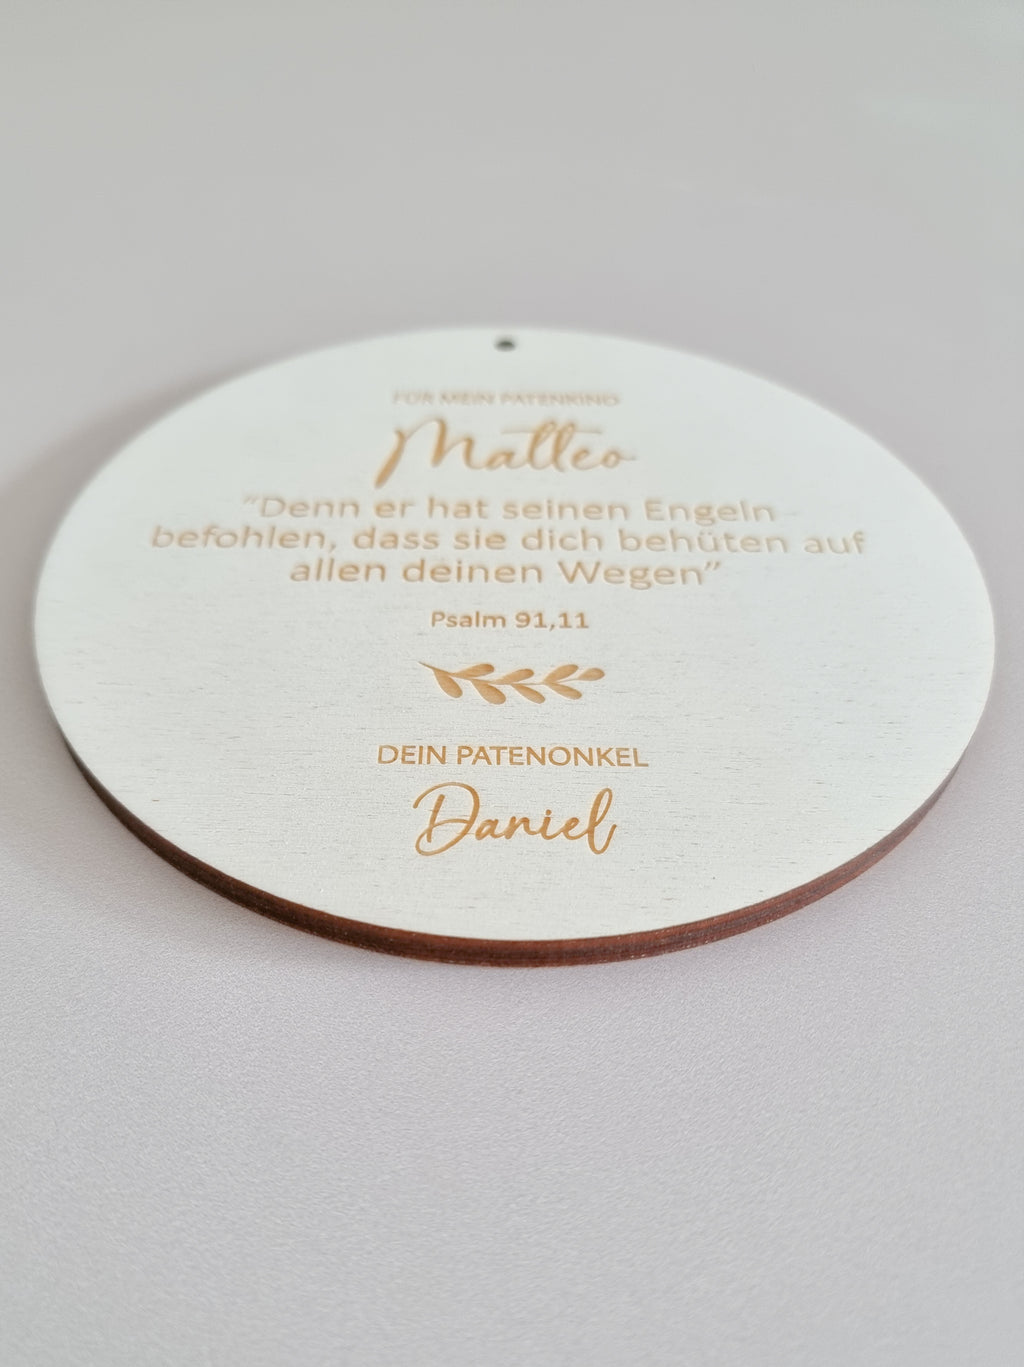 FÜR MEIN PATENKIND
Matteo
"Denn er hat seinen Engeln
befohlen, dass sie dich behüten auf
allen deinen Wegen"
Psalm 91,11
DEIN PATENONKEL
Daniel